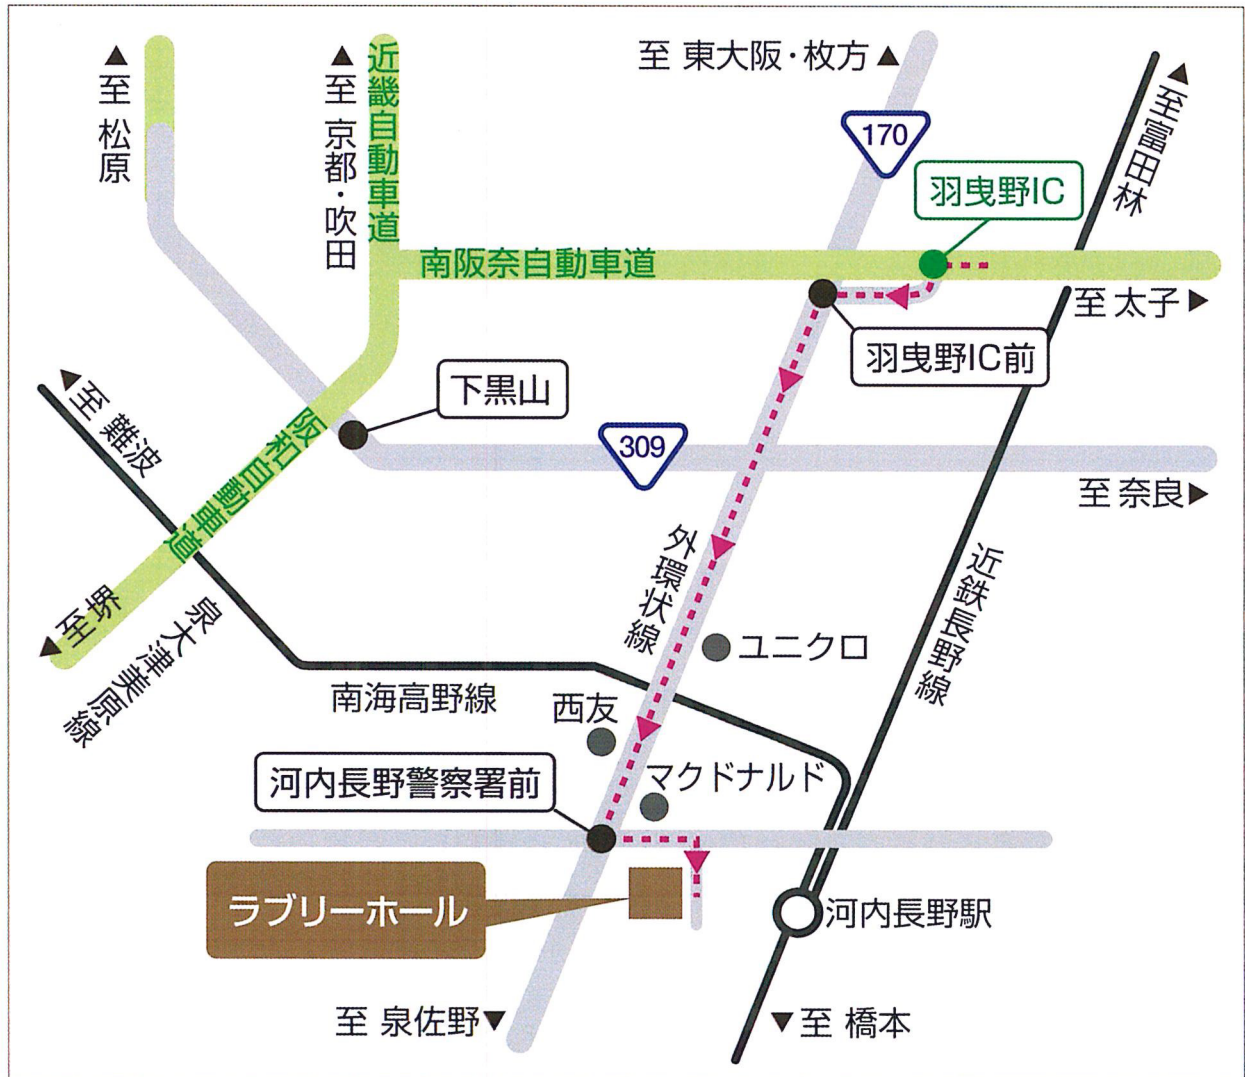 至 松原
至 京都・吹田
近畿自動車道
至 東大阪・枚方
170
至富田林
羽曳野IC
南阪奈自動車道
至 太子
羽曳野IC前
下黒山
309
至 難波
阪和自動車道
至 奈良
外環状線
近鉄長野線
至堺
泉大津美原線
ユニクロ
南海高野線
西友
河内長野警察署前
マクドナルド
ラブリーホール
河内長野駅
至 泉佐野
至 橋本